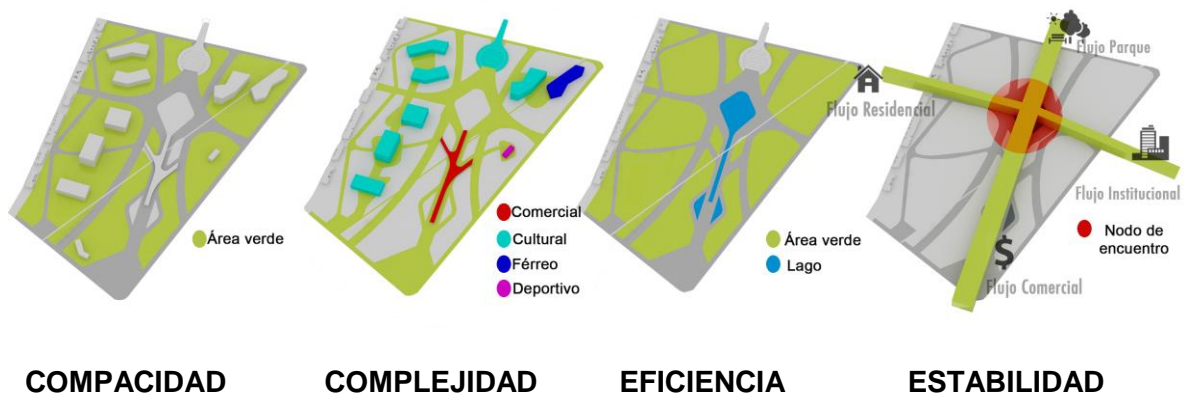 Área verde
COMPACIDAD
Comercial
Cultural
Férreo
Deportivo
COMPLEJIDAD
Área verde
Lago
EFICIENCIA
Flujo Parque
Flujo Residencial
Flujo Institucional
Nodo de
encuentro
$
Flujo Comercial
ESTABILIDAD